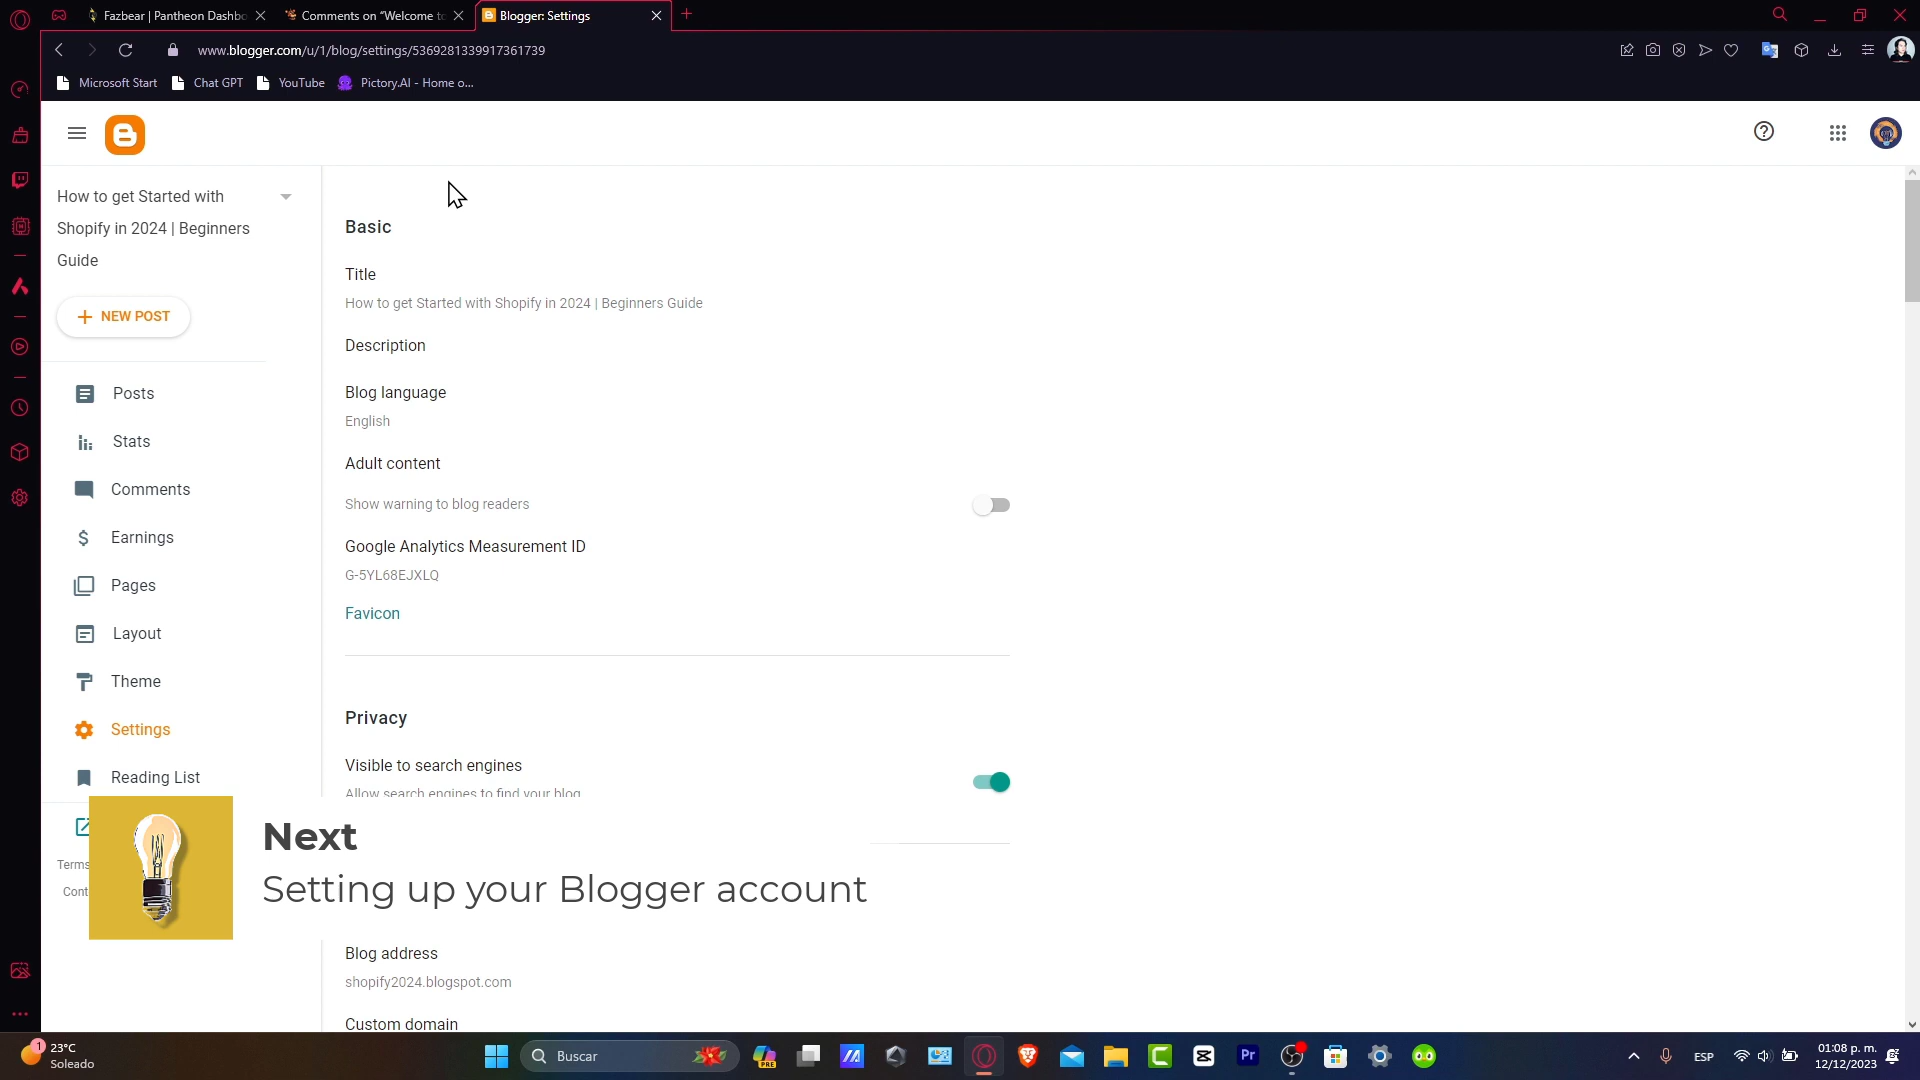 Fazbear | Pantheon Dashbo
Comments on “Welcome to
Blogger: Settings
www.blogger.com/u/1/blog/settings/5369281339917361739
Microsoft Start
Chat GPT
YouTube
Pictory.AI - Home o...
How to get Started with
Shopify in 2024 | Beginners
Guide
NEW POST
Posts
Stats
Comments
Earnings
Pages
Layout
Theme
Settings
Reading List
Terms
Cont
Basic
Title
How to get Started with Shopify in 2024 | Beginners Guide
Description
Blog language
English
Adult content
Show warning to blog readers
Google Analytics Measurement ID
G-5YL68EJXLQ
Favicon
Privacy
Visible to search engines
Allow search engines to find your blog
Next
Setting up your Blogger account
Blog address
shopify2024.blogspot.com
Custom domain
1
23°C
Soleado
Buscar
PRE
Pr
ESP
01:08 p. m.
12/12/2023